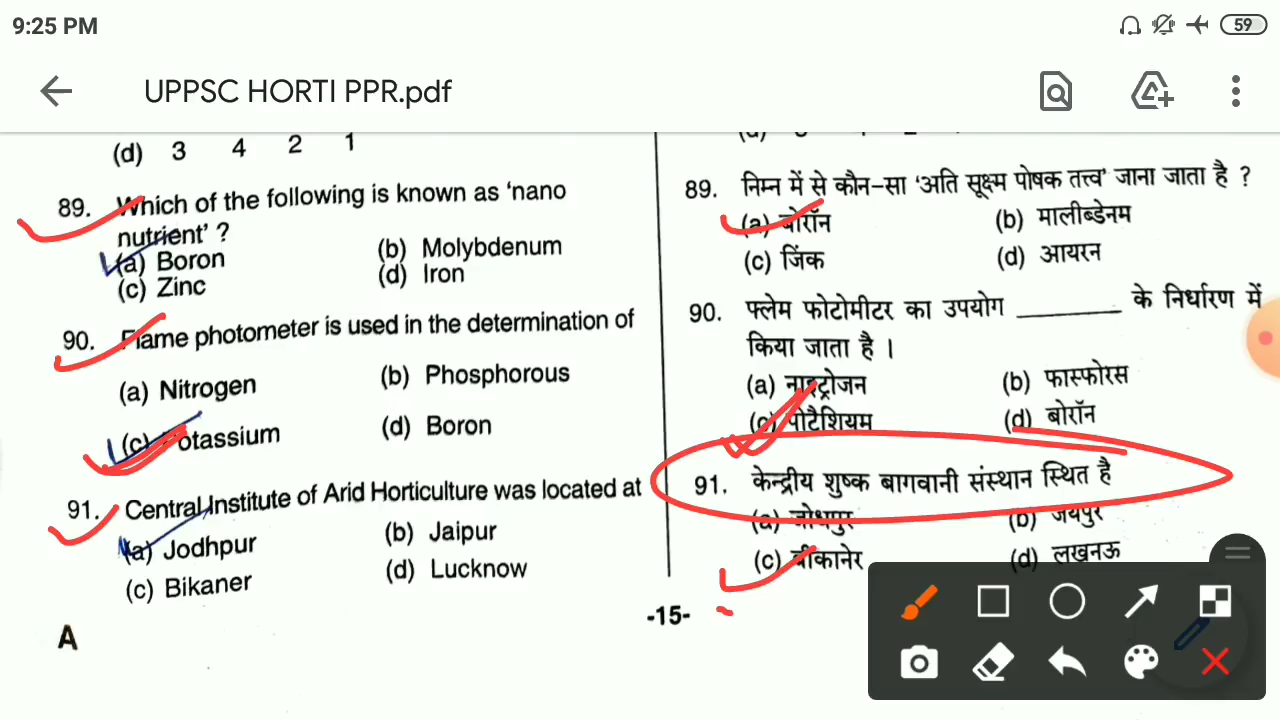 9:25 PM
59
UPPSC HORTI PPR.pdf
(d) 3 4 2 1
89. Which of the following is known as ‘nano
nutrient’ ?
(a) Boron (b) Molybdenum
(c) Zinc (d) Iron
90. Flame photometer is used in the determination of
(a) Nitrogen (b) Phosphorous
(c) Potassium (d) Boron
91. Central Institute of Arid Horticulture was located at
(a) Jodhpur (b) Jaipur
(c) Bikaner (d) Lucknow
A
89. निम्न में से कौन-सा ‘अति सूक्ष्म पोषक तत्त्व’ जाना जाता है ?
(a) बोरॉन (b) मालीब्डेनम
(c) जिंक (d) आयरन
90. फ्लेम फोटोमीटर का उपयोग ________ के निर्धारण में
किया जाता है ।
(a) नाइट्रोजन (b) फास्फोरस
(c) पोटैशियम (d) बोरॉन
91. केन्द्रीय शुष्क बागवानी संस्थान स्थित है
(a) जोधपुर (b) जयपुर
(c) बीकानेर (d) लखनऊ
-15-